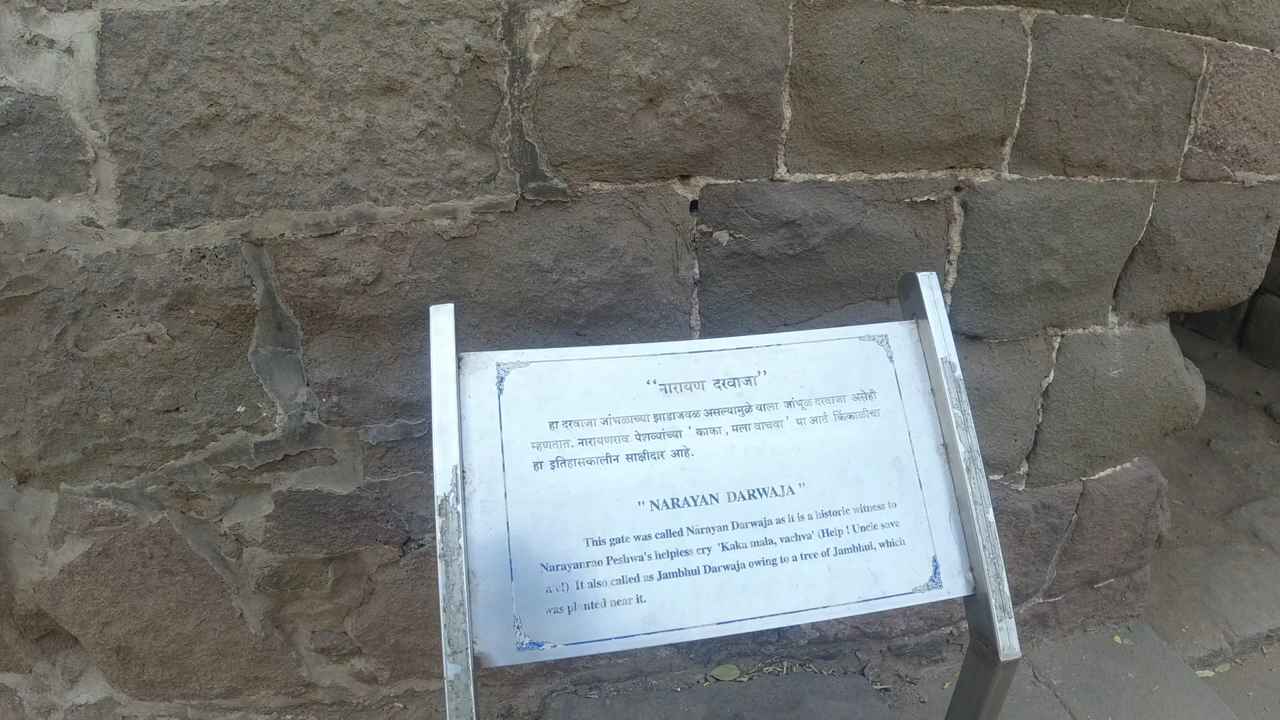 “नारायण दरवाजा”
हा दरवाजा जांभळाच्या झाडाजवळ असल्यामुळे याला जांभूळ दरवाजा असेही
म्हणतात. नारायणराव पेशव्यांच्या ' काका , मला वाचवा ' या आर्त किंकाळीचा
हा इतिहासकालीन साक्षीदार आहे.
" NARAYAN DARWAJA "
This gate was called Narayan Darwaja as it is a historic witness to
Narayanrao Peshwa's helpless cry 'Kaka mala, vachva' (Help ! Uncle save
It also called as Jambhul Darwaja owing to a tree of Jambhul, which
was planted near it.